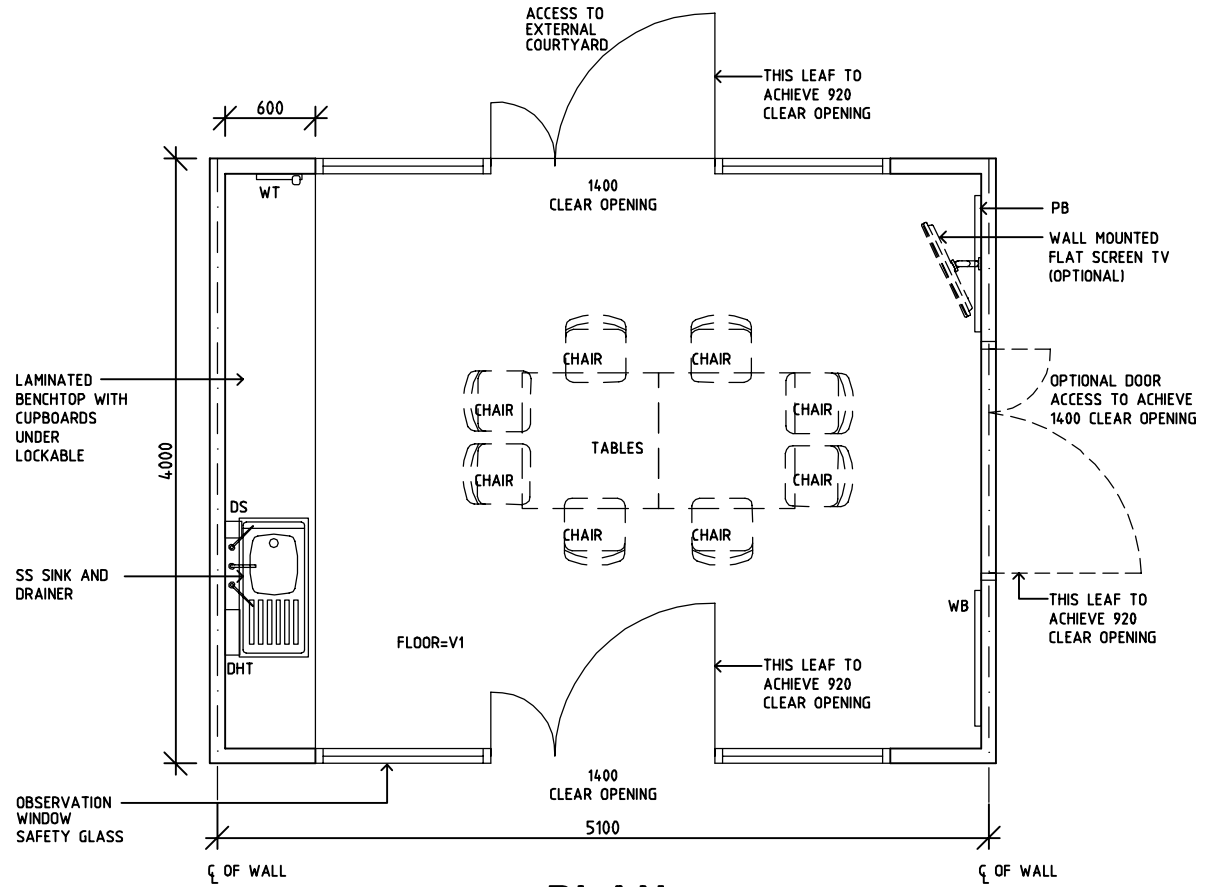 ACCESS TO
EXTERNAL
COURTYARD
THIS LEAF TO
ACHIEVE 920
CLEAR OPENING
600
WT
1400
CLEAR OPENING
PB
WALL MOUNTED
FLAT SCREEN TV
(OPTIONAL)
CHAIR
CHAIR
LAMINATED
BENCHTOP WITH
CUPBOARDS
UNDER
LOCKABLE
4000
CHAIR
CHAIR
OPTIONAL DOOR
ACCESS TO ACHIEVE
1400 CLEAR OPENING
TABLES
CHAIR
CHAIR
DS
CHAIR
CHAIR
SS SINK AND
DRAINER
WB
THIS LEAF TO
ACHIEVE 920
CLEAR OPENING
FLOOR=V1
DHT
THIS LEAF TO
ACHIEVE 920
CLEAR OPENING
1400
CLEAR OPENING
OBSERVATION
WINDOW
SAFETY GLASS
5100
℄ OF WALL
℄ OF WALL